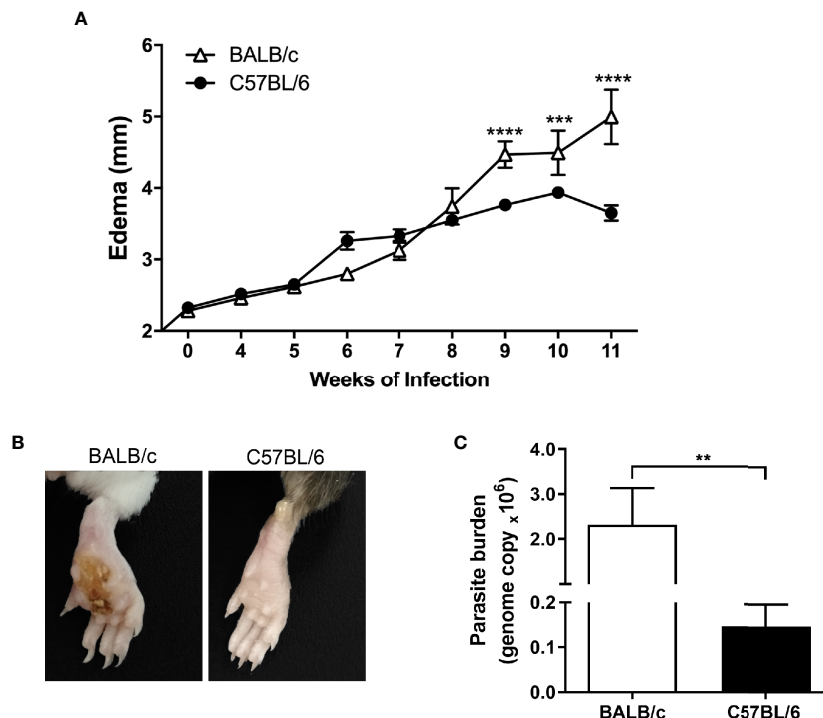 A
6
5
4
3
2
Edema (mm)
BALB/c
C57BL/6
****
***
****
0 4 5 6 7 8 9 10 11
Weeks of Infection
B
BALB/c C57BL/6
C
4.0
3.0
2.0
0.2
0.1
0.0
Parasite burden
(genome copy x10⁶)
**
BALB/c C57BL/6